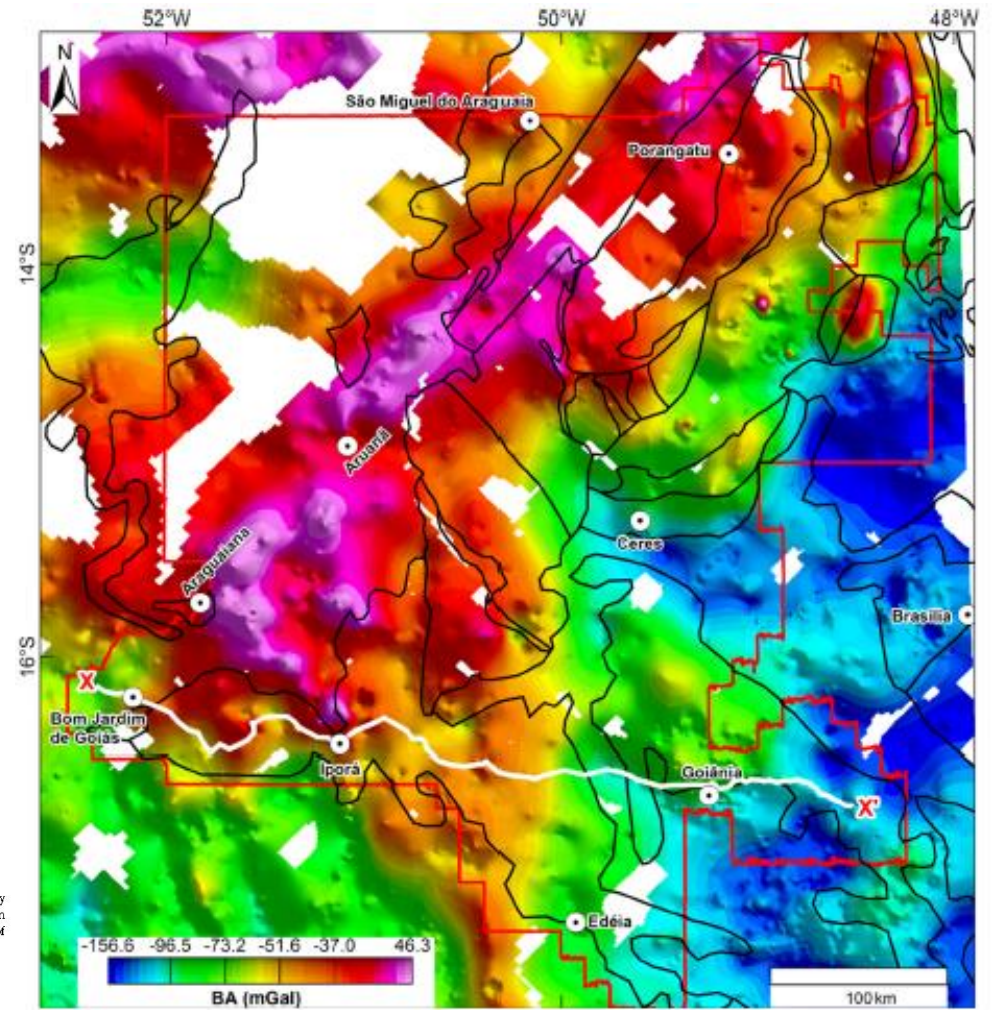 52°W 50°W 48°W
N
São Miguel do Araguaia
Porangatu
14°S
Aruanã
Ceres
Araguaiana
Brasília
16°S
X
Bom Jardim
de Goiás
Iporá
Goiânia
X'
Edéia
y
n
of
-156.6 -96.5 -73.2 -51.6 -37.0 46.3
BA (mGal)
100 km